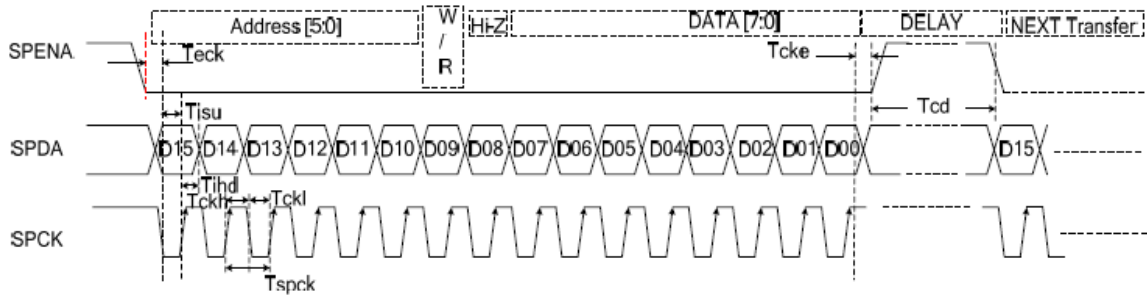 Address [5:0] W / R Hi-Z DATA [7:0] DELAY NEXT Transfer
SPENA Teck Tcke
Tcd
Tisu
SPDA D15 D14 D13 D12 D11 D10 D09 D08 D07 D06 D05 D04 D03 D02 D01 D00 D15
Tihd
Tckh Tckl
SPCK
Tspck